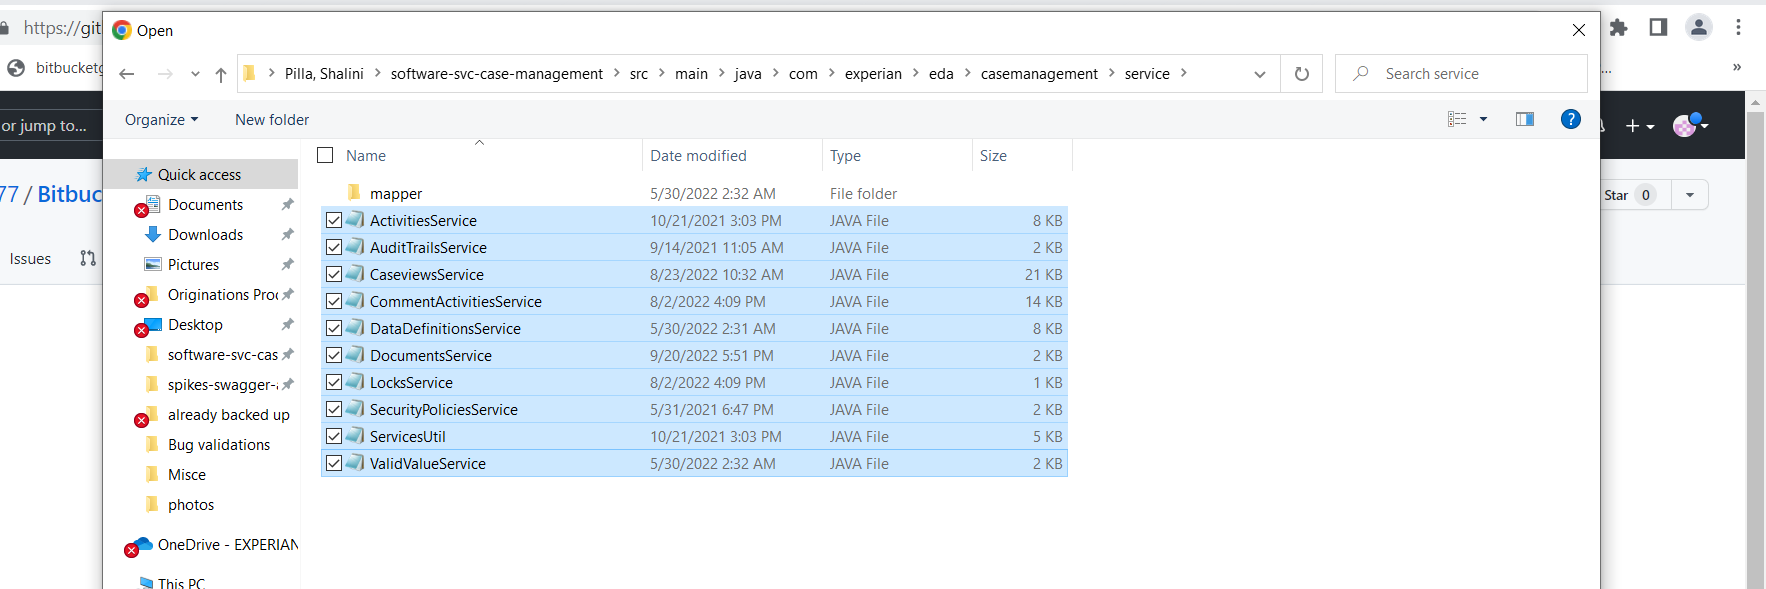 https://git
Open
bitbucketg
Pilla, Shalini > software-svc-case-management > src > main > java > com > experian > eda > casemanagement > service >
Search service
...
»
or jump to...
Organize
New folder
?
+
Name
Date modified
Type
Size
Quick access
77 / Bitbuc
mapper 5/30/2022 2:32 AM File folder
Star 0
Documents
ActivitiesService 10/21/2021 3:03 PM JAVA File 8 KB
Downloads
AuditTrailsService 9/14/2021 11:05 AM JAVA File 2 KB
Issues
Pictures
CaseviewsService 8/23/2022 10:32 AM JAVA File 21 KB
Originations Proc
CommentActivitiesService 8/2/2022 4:09 PM JAVA File 14 KB
Desktop
DataDefinitionsService 5/30/2022 2:31 AM JAVA File 8 KB
software-svc-cas
DocumentsService 9/20/2022 5:51 PM JAVA File 2 KB
spikes-swagger-a
LocksService 8/2/2022 4:09 PM JAVA File 1 KB
already backed up
SecurityPoliciesService 5/31/2021 6:47 PM JAVA File 2 KB
Bug validations
ServicesUtil 10/21/2021 3:03 PM JAVA File 5 KB
Misce
ValidValueService 5/30/2022 2:32 AM JAVA File 2 KB
photos
OneDrive - EXPERIAN
This PC